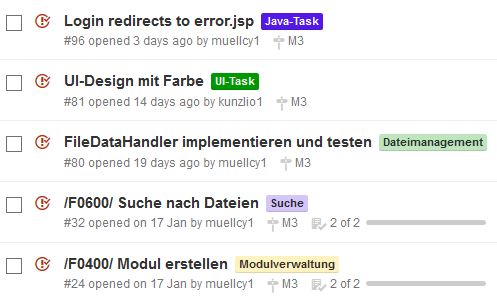 Login redirects to error.jsp Java-Task
#96 opened 3 days ago by muellcy1 M3
UI-Design mit Farbe UI-Task
#81 opened 14 days ago by kunzlio1 M3
FileDataHandler implementieren und testen Dateimanagement
#80 opened 19 days ago by muellcy1 M3
/F0600/ Suche nach Dateien Suche
#32 opened on 17 Jan by muellcy1 M3 2 of 2
/F0400/ Modul erstellen Modulverwaltung
#24 opened on 17 Jan by muellcy1 M3 2 of 2